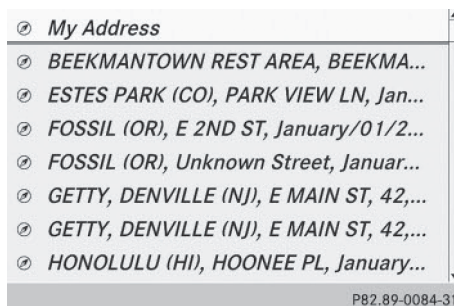 My Address
BEEKMANTOWN REST AREA, BEEKMA...
ESTES PARK (CO), PARK VIEW LN, Jan...
FOSSIL (OR), E 2ND ST, January/01/2...
FOSSIL (OR), Unknown Street, Januar...
GETTY, DENVILLE (NJ), E MAIN ST, 42,...
GETTY, DENVILLE (NJ), E MAIN ST, 42,...
HONOLULU (HI), HOONEE PL, January...
P82.89-0084-31